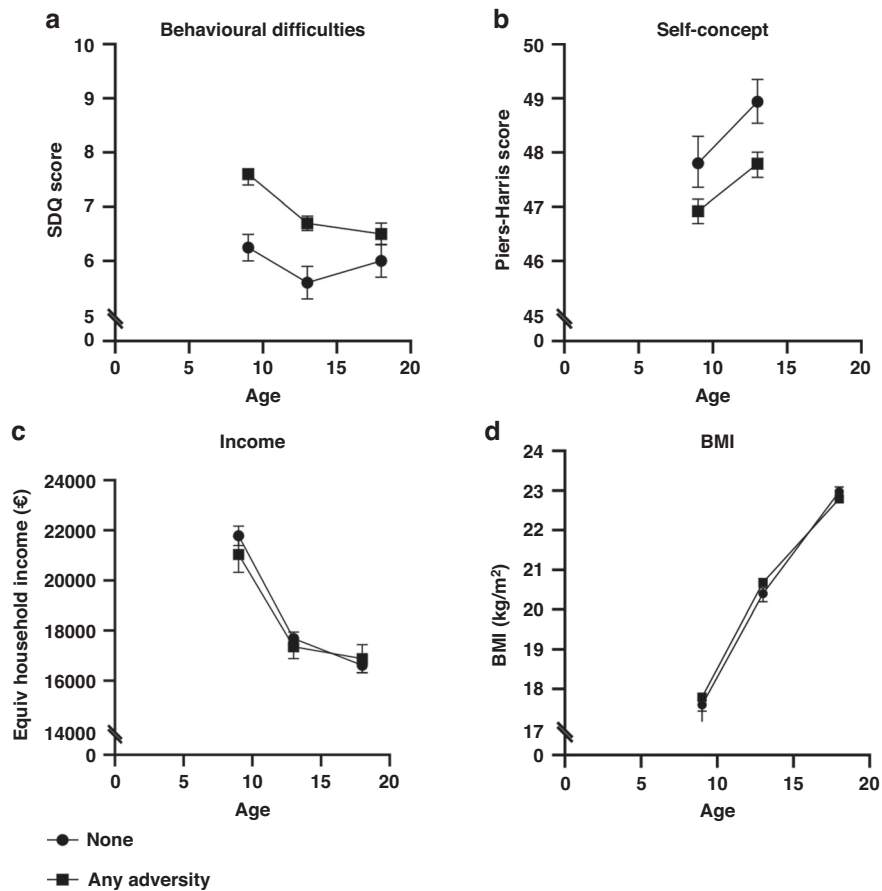 a
Behavioural difficulties
10
9
8
7
6
5
0
SDQ score
0 5 10 15 20
Age
b
Self-concept
50
49
48
47
46
45
0
Piers-Harris score
0 5 10 15 20
Age
c
Income
24000
22000
20000
18000
16000
14000
0
Equiv household income (€)
0 5 10 15 20
Age
d
BMI
24
23
22
21
20
19
18
17
0
BMI (kg/m²)
0 5 10 15 20
Age
None
Any adversity